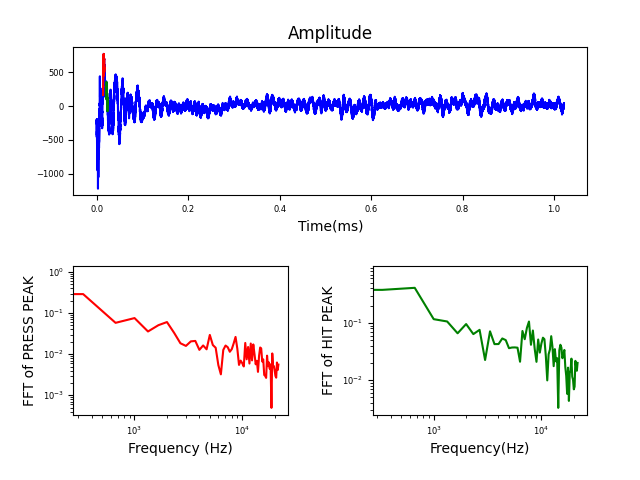 Amplitude
500
0
−500
−1000
0.0 0.2 0.4 0.6 0.8 1.0
Time(ms)
FFT of PRESS PEAK
10⁰
10⁻¹
10⁻²
10⁻³
10³ 10⁴
Frequency (Hz)
FFT of HIT PEAK
10⁻¹
10⁻²
10³ 10⁴
Frequency(Hz)